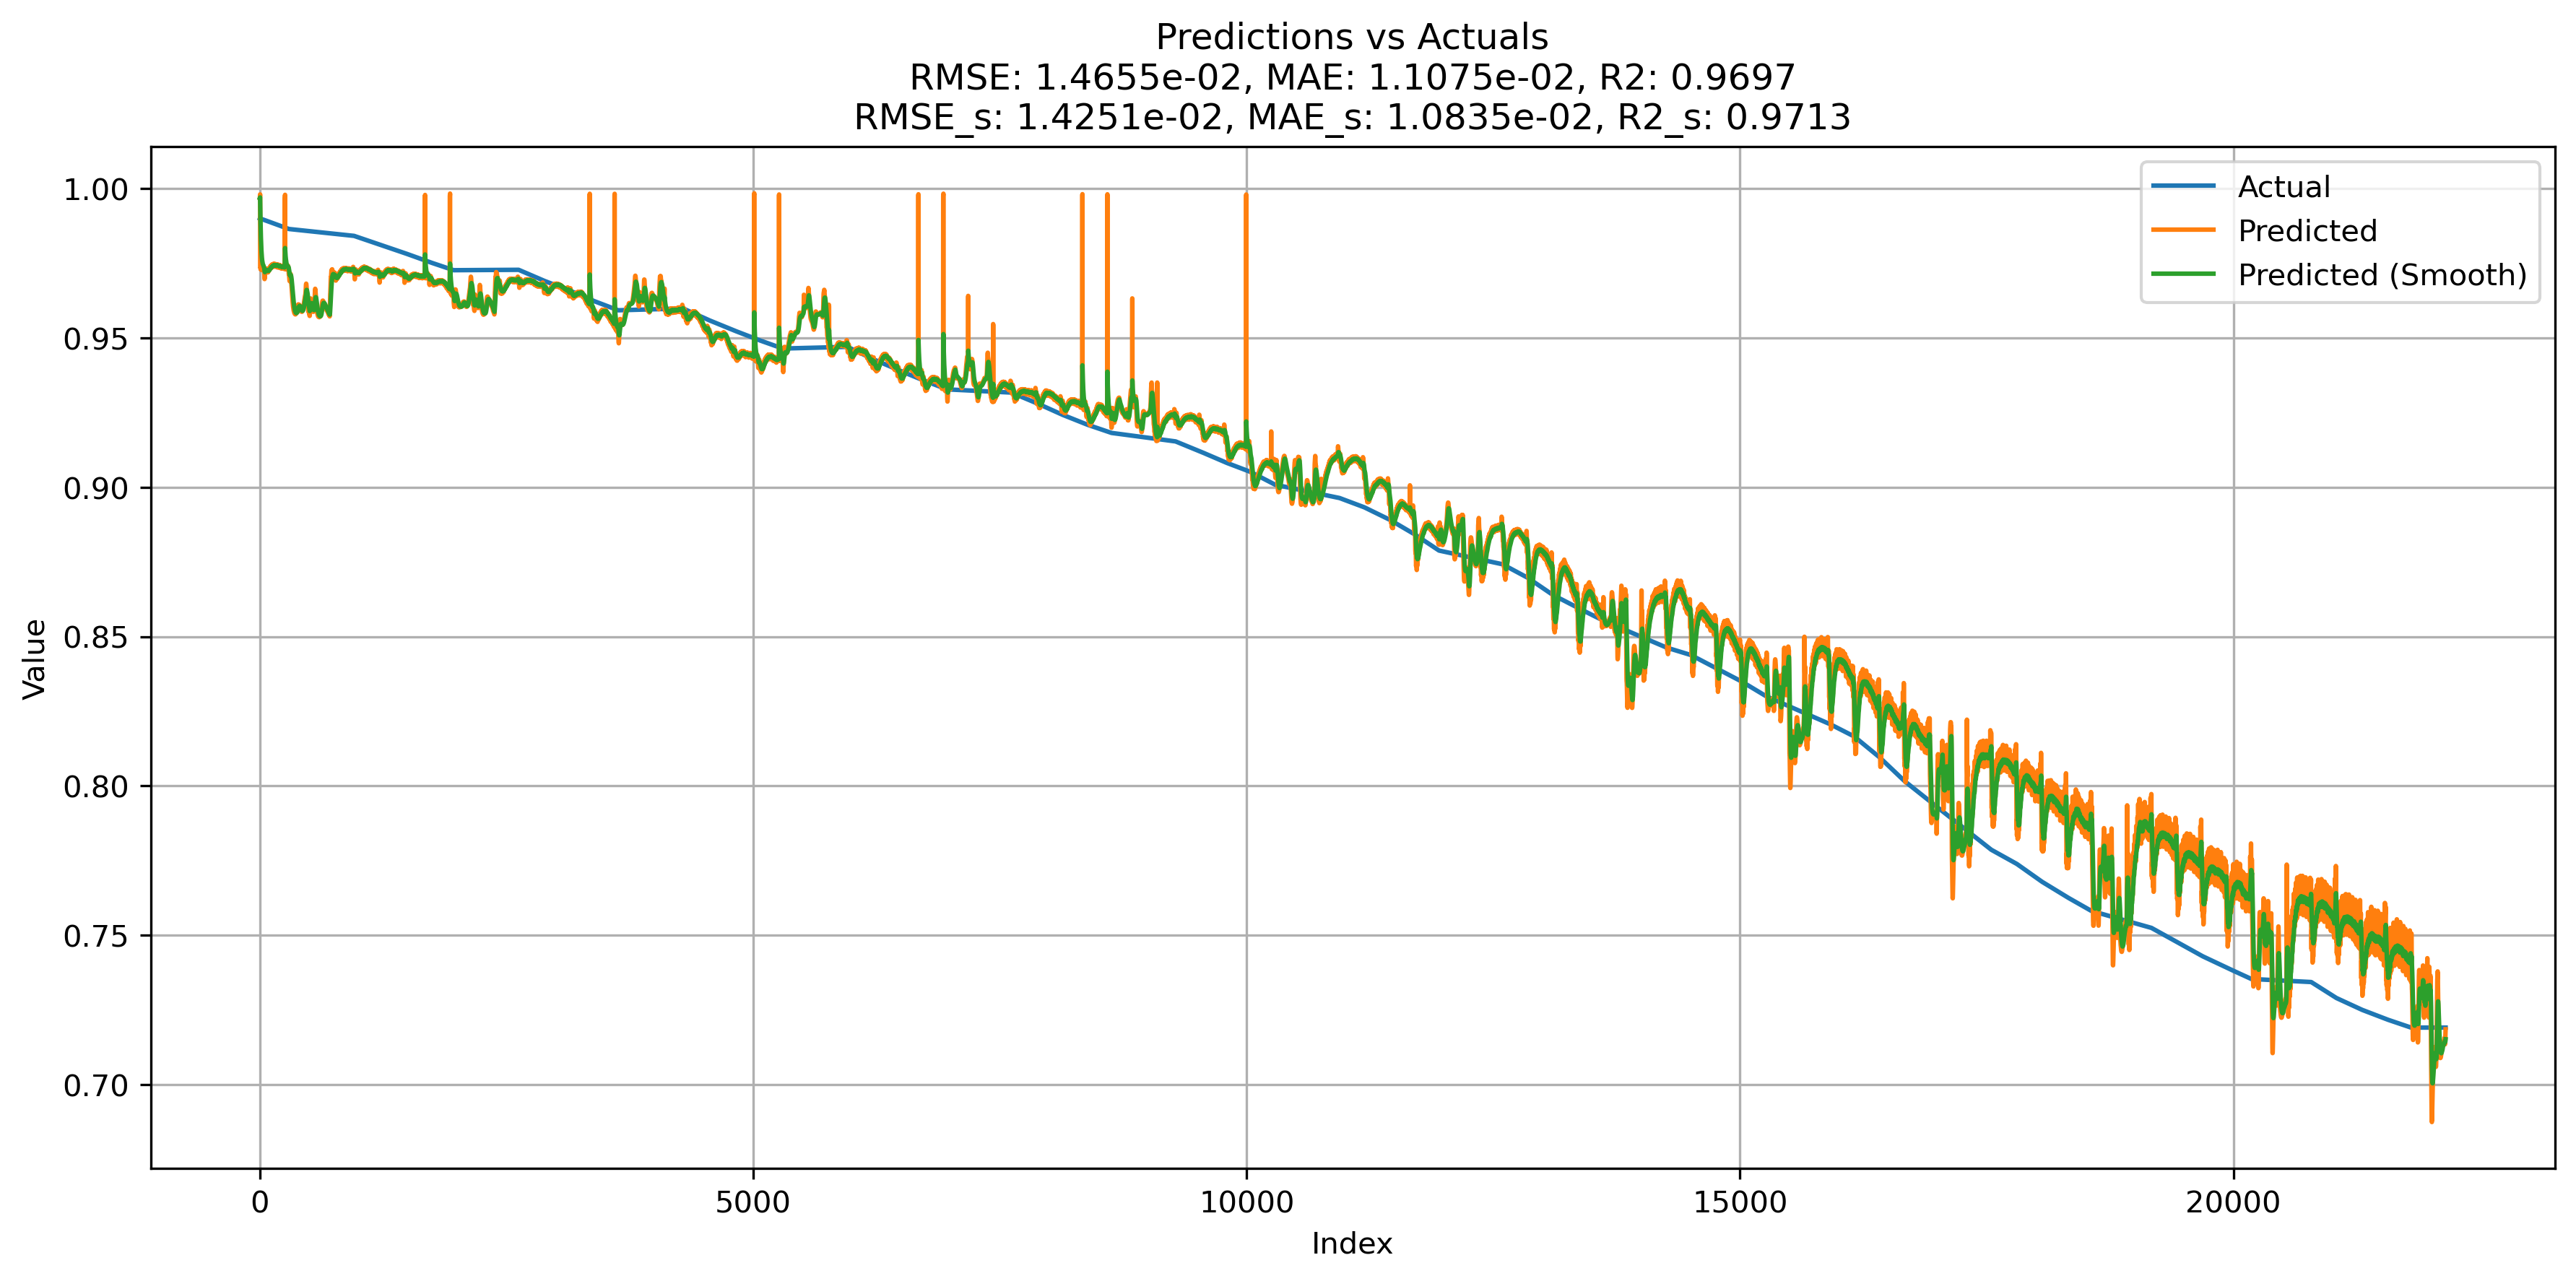 Predictions vs Actuals
RMSE: 1.4655e-02, MAE: 1.1075e-02, R2: 0.9697
RMSE_s: 1.4251e-02, MAE_s: 1.0835e-02, R2_s: 0.9713
Actual
Predicted
Predicted (Smooth)
Value
1.00
0.95
0.90
0.85
0.80
0.75
0.70
0
5000
10000
15000
20000
Index